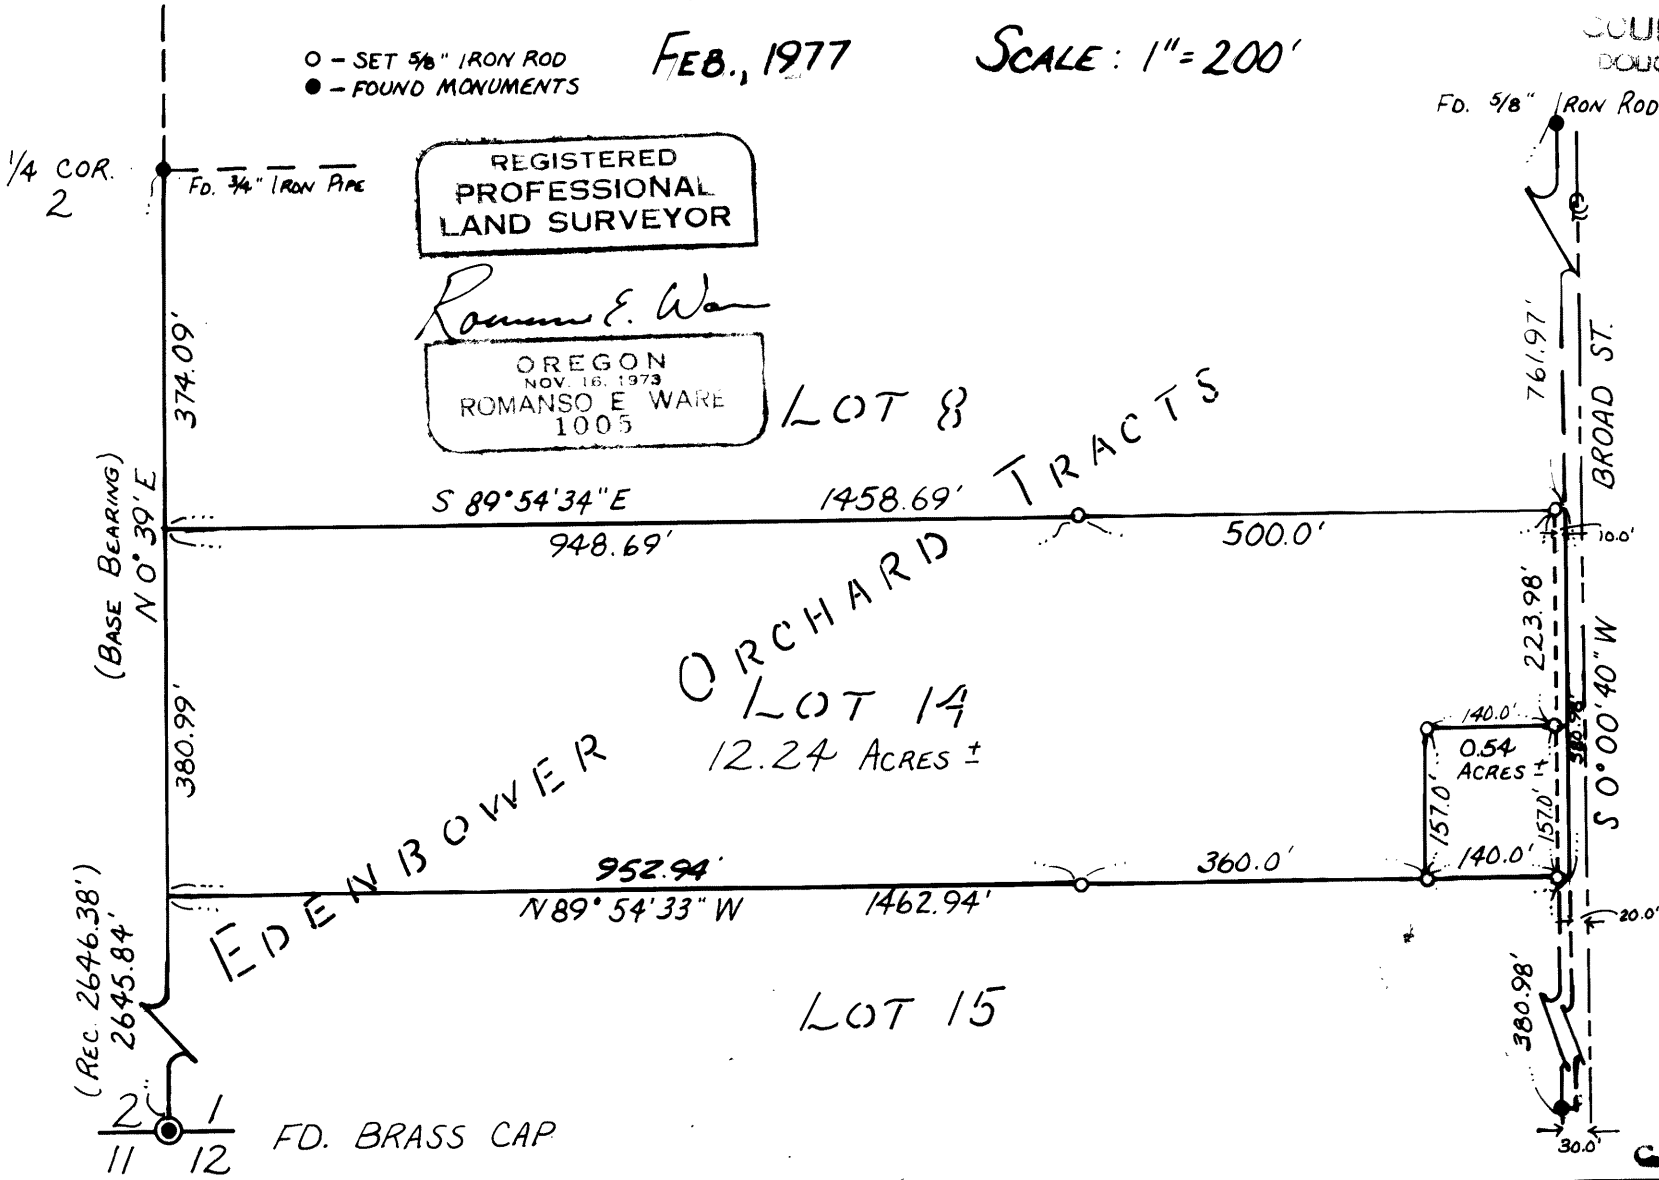 ○ - SET 5/8" IRON ROD
● - FOUND MONUMENTS
FEB., 1977
SCALE: 1" = 200'
FD. 5/8" IRON ROD
1/4 COR.
2
FD. 3/4" IRON PIPE
REGISTERED
PROFESSIONAL
LAND SURVEYOR
Romanso E. Ware
OREGON
NOV. 16, 1973
ROMANSO E WARE
1005
LOT 8
374.09'
761.97'
BROAD ST.
(BASE BEARING)
N 0° 39' E
S 89° 54' 34" E
1458.69'
948.69'
500.0'
10.0'
EDENBOWER ORCHARD TRACTS
LOT 14
12.24 ACRES ±
380.99'
223.98'
S 0° 00' 40" W
380.98'
140.0'
0.54
ACRES ±
157.0'
157.0'
140.0'
952.94'
360.0'
N 89° 54' 33" W
1462.94'
20.0'
LOT 15
(REC. 2646.38')
2645.84'
380.98'
30.0'
2 1
11 12
FD. BRASS CAP